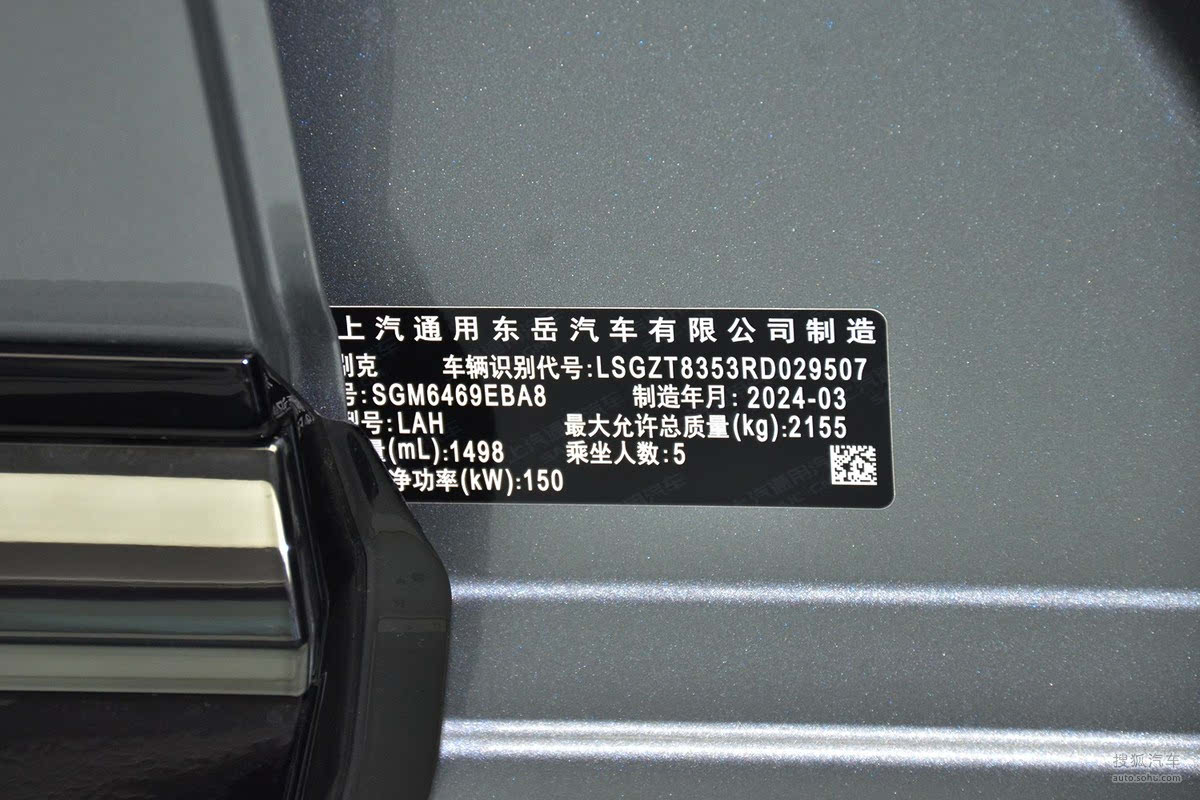 上汽通用东岳汽车有限公司制造
别克 车辆识别代号:LSGZT8353RD029507
号:SGM6469EBA8 制造年月: 2024-03
型号:LAH 最大允许总质量(kg):2155
量(mL):1498 乘坐人数:5
净功率(kW):150
搜狐汽车
auto.sohu.com